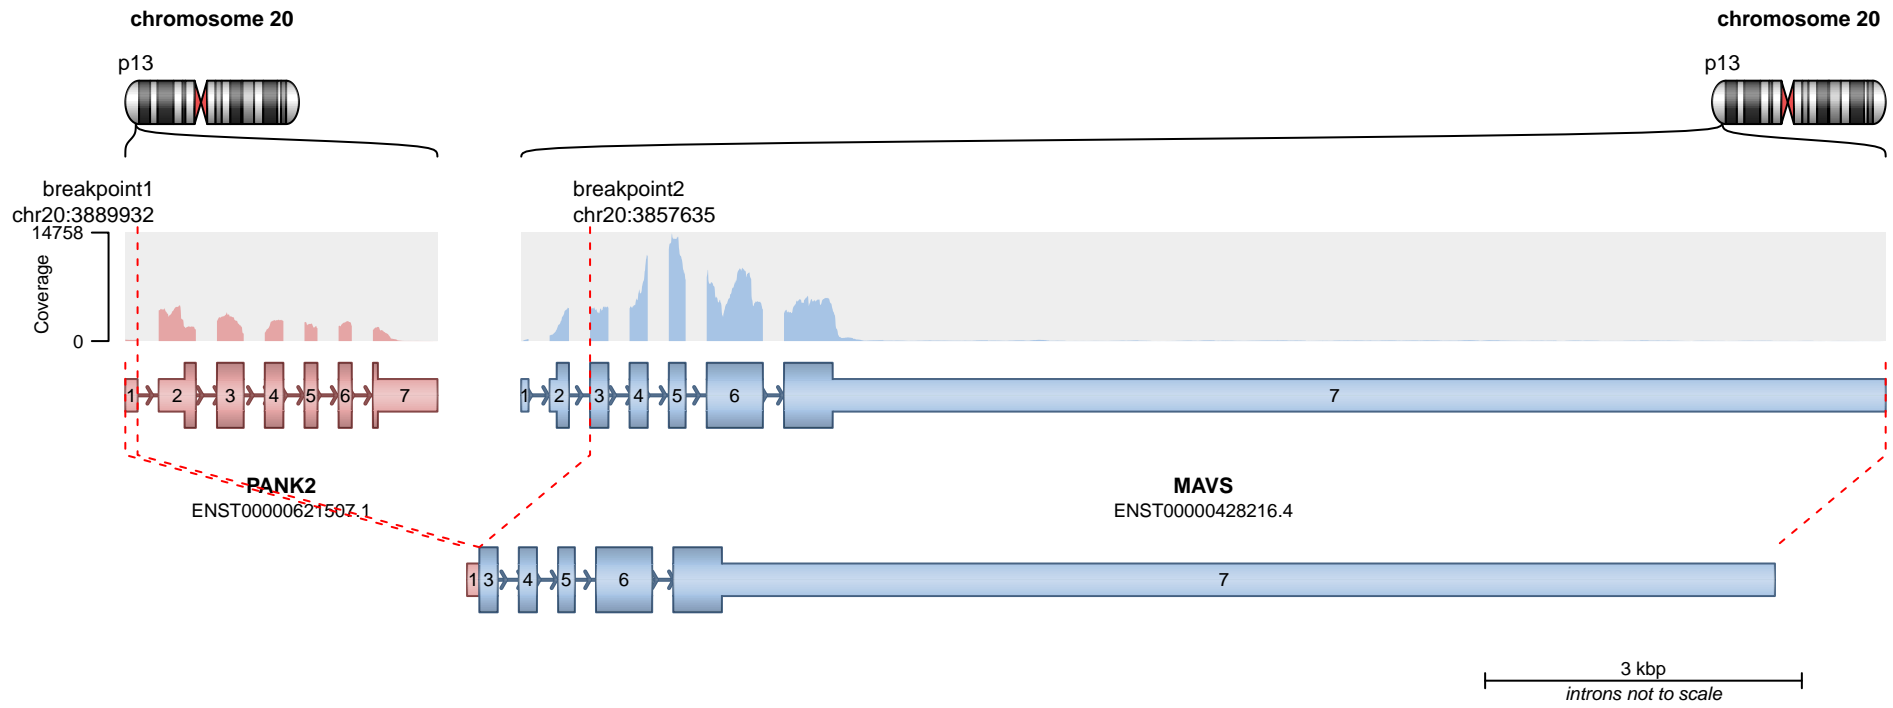 chromosome 20
chromosome 20
p13
p13
breakpoint1
chr20:3889932
breakpoint2
chr20:3857635
14758
Coverage
0
1 2 3 4 5 6 7
1 2 3 4 5 6 7
PANK2
ENST00000621507.1
MAVS
ENST00000428216.4
1 3 4 5 6 7
3 kbp
introns not to scale